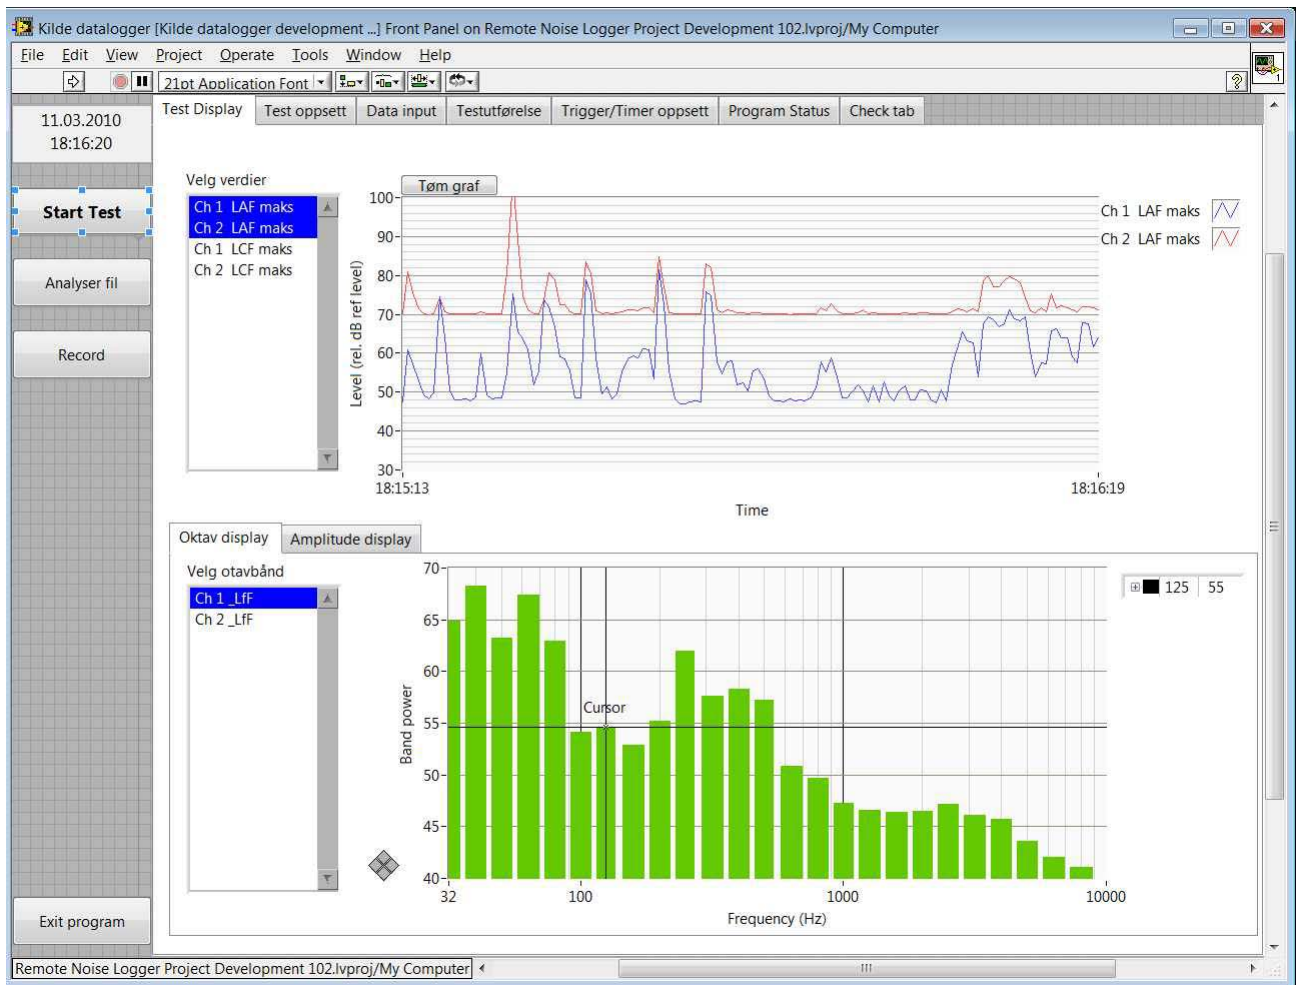 Kilde datalogger [Kilde datalogger development ...] Front Panel on Remote Noise Logger Project Development 102.lvproj/My Computer
File Edit View Project Operate Tools Window Help
21pt Application Font
?
1
11.03.2010
18:16:20
Start Test
Analyser fil
Record
Exit program
Test Display Test oppsett Data input Testutførelse Trigger/Timer oppsett Program Status Check tab
Velg verdier
Ch 1 LAF maks
Ch 2 LAF maks
Ch 1 LCF maks
Ch 2 LCF maks
Tøm graf
100
90
80
70
60
50
40
30
Level (rel. dB ref level)
18:15:13 18:16:19
Time
Ch 1 LAF maks
Ch 2 LAF maks
Oktav display Amplitude display
Velg otavbånd
Ch 1 _LfF
Ch 2 _LfF
70
65
60
55
50
45
40
Band power
Cursor
32 100 1000 10000
Frequency (Hz)
125 55
Remote Noise Logger Project Development 102.lvproj/My Computer